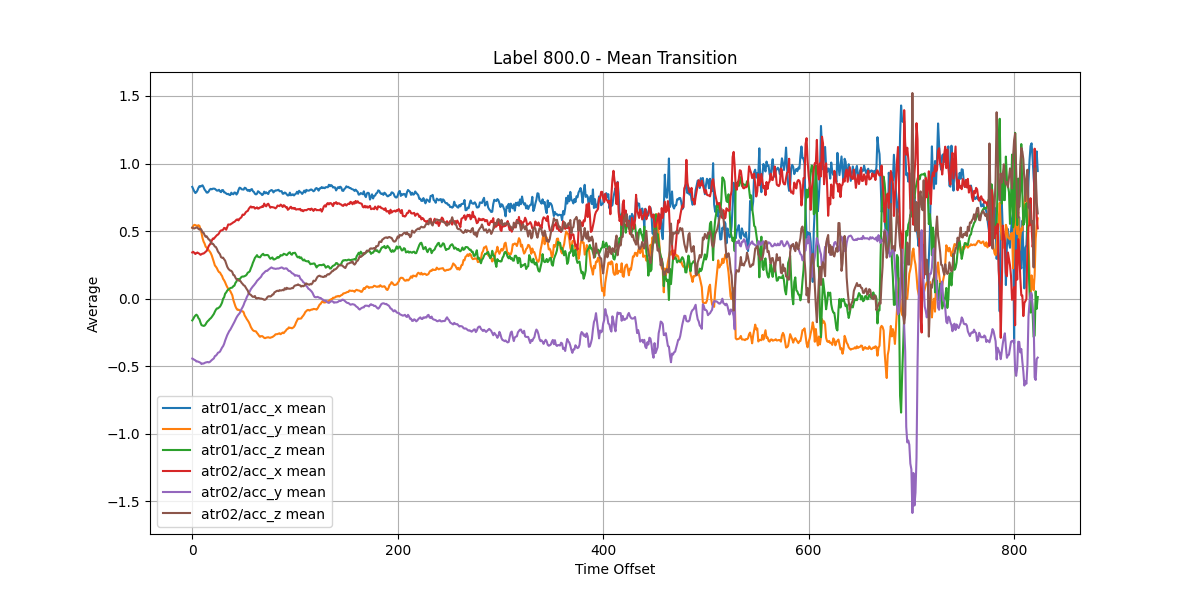 Label 800.0 - Mean Transition
1.5
1.0
0.5
0.0
−0.5
−1.0
−1.5
Average
atr01/acc_x mean
atr01/acc_y mean
atr01/acc_z mean
atr02/acc_x mean
atr02/acc_y mean
atr02/acc_z mean
0 200 400 600 800
Time Offset